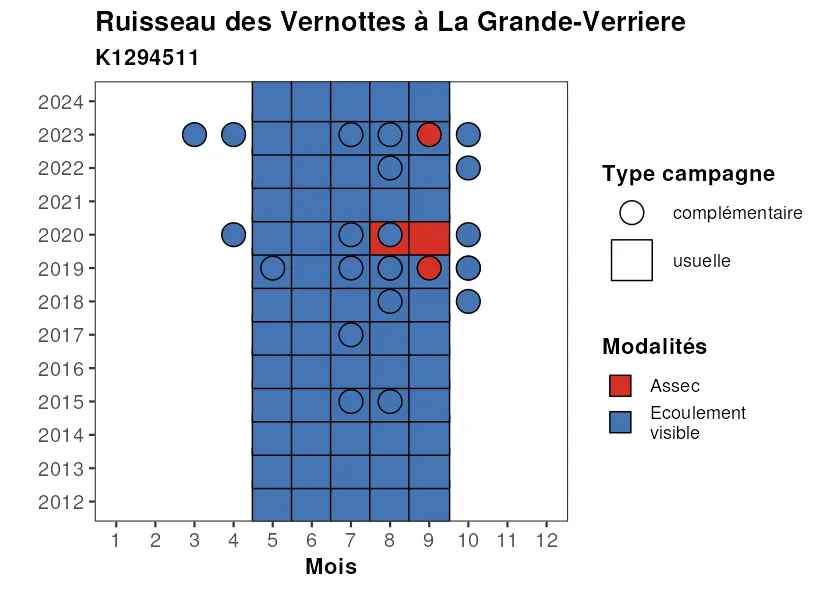 Ruisseau des Vernottes à La Grande-Verriere
K1294511
2024
2023
2022
2021
2020
2019
2018
2017
2016
2015
2014
2013
2012
1 2 3 4 5 6 7 8 9 10 11 12
Mois
Type campagne
complémentaire
usuelle
Modalités
Assec
Ecoulement
visible